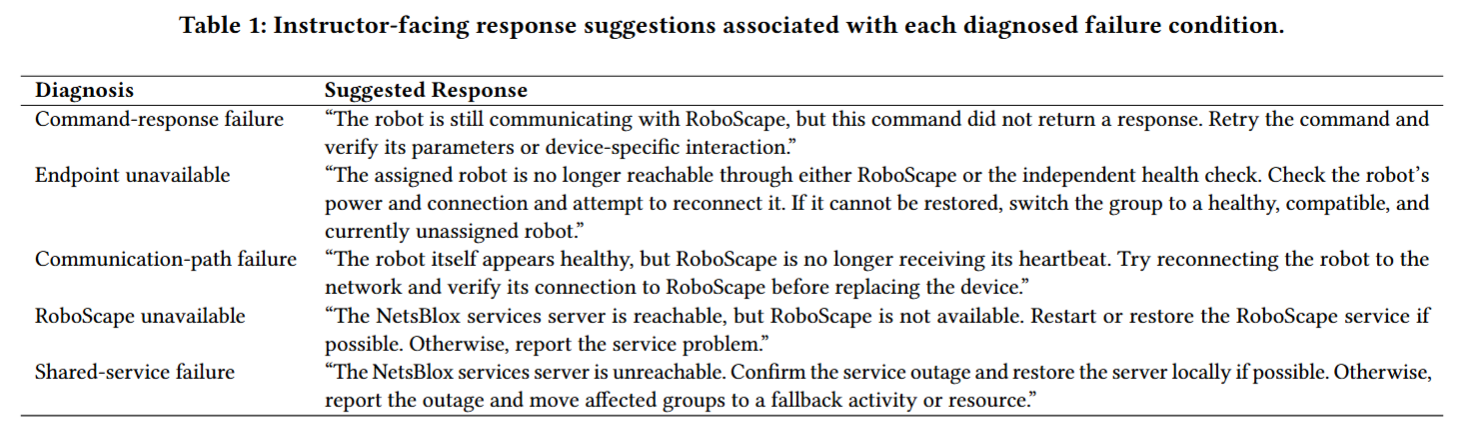 Table 1: Instructor-facing response suggestions associated with each diagnosed failure condition.
Diagnosis Suggested Response
Command-response failure “The robot is still communicating with RoboScape, but this command did not return a response. Retry the command and
verify its parameters or device-specific interaction.”
Endpoint unavailable “The assigned robot is no longer reachable through either RoboScape or the independent health check. Check the robot’s
power and connection and attempt to reconnect it. If it cannot be restored, switch the group to a healthy, compatible, and
currently unassigned robot.”
Communication-path failure “The robot itself appears healthy, but RoboScape is no longer receiving its heartbeat. Try reconnecting the robot to the
network and verify its connection to RoboScape before replacing the device.”
RoboScape unavailable “The NetsBlox services server is reachable, but RoboScape is not available. Restart or restore the RoboScape service if
possible. Otherwise, report the service problem.”
Shared-service failure “The NetsBlox services server is unreachable. Confirm the service outage and restore the server locally if possible. Otherwise,
report the outage and move affected groups to a fallback activity or resource.”